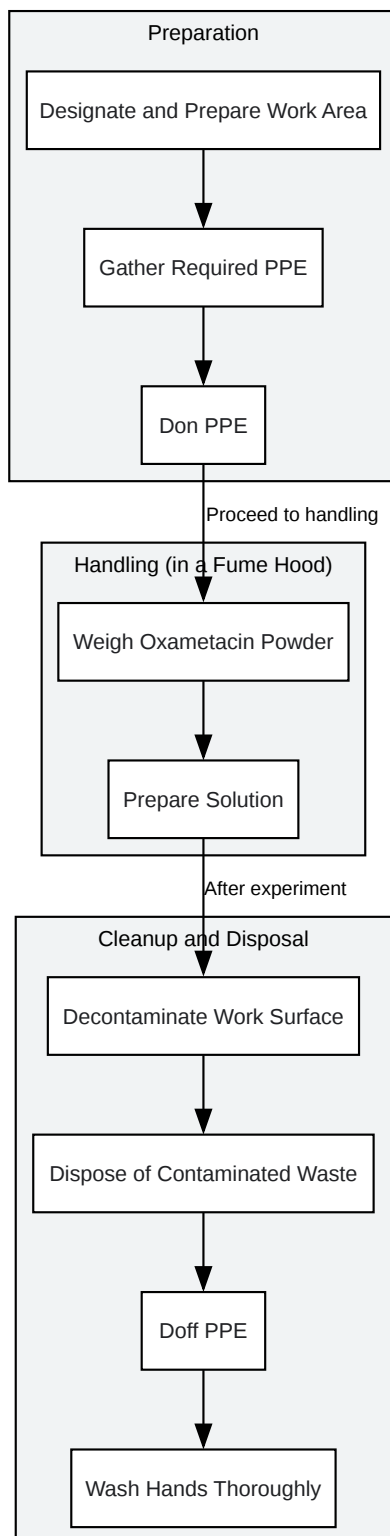 Preparation
Designate and Prepare Work Area
Gather Required PPE
Don PPE
Proceed to handling
Handling (in a Fume Hood)
Weigh Oxametacin Powder
Prepare Solution
After experiment
Cleanup and Disposal
Decontaminate Work Surface
Dispose of Contaminated Waste
Doff PPE
Wash Hands Thoroughly